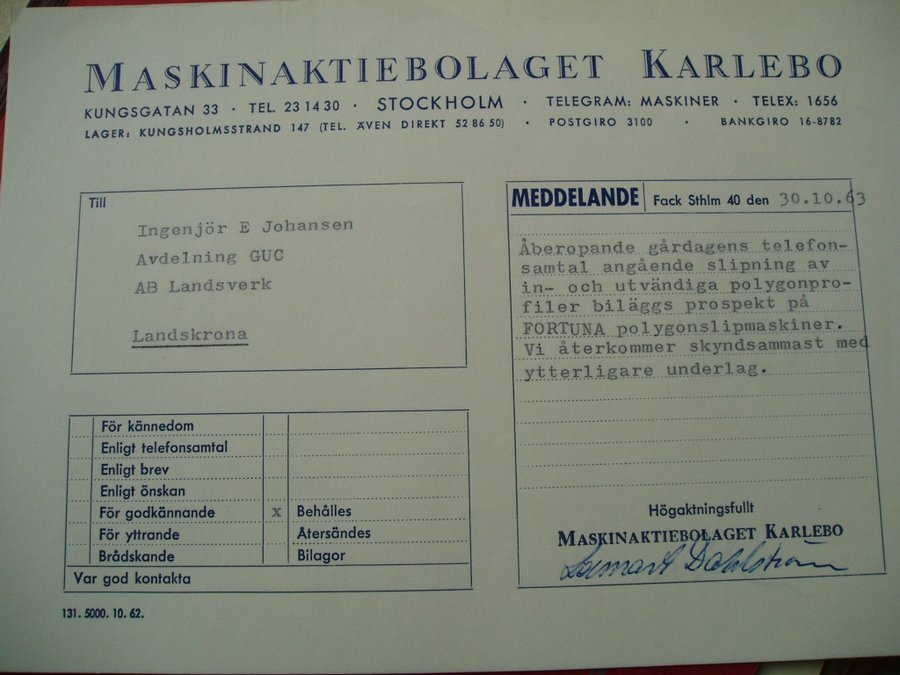 MASKINAKTIEBOLAGET KARLEBO
KUNGSGATAN 33 · TEL. 23 14 30 · STOCKHOLM · TELEGRAM: MASKINER · TELEX: 1656
LAGER: KUNGSHOLMSSTRAND 147 (TEL. ÄVEN DIREKT 52 86 50) · POSTGIRO 3100 · BANKGIRO 16-8782
Till
Ingenjör E Johansen
Avdelning GUC
AB Landsverk
Landskrona
MEDDELANDE Fack Sthlm 40 den 30.10.63
Åberopande gårdagens telefon-
samtal angående slipning av
in- och utvändiga polygonpro-
filer biläggs prospekt på
FORTUNA polygonslipmaskiner.
Vi återkommer skyndsammast med
ytterligare underlag.
För kännedom
Enligt telefonsamtal
Enligt brev
Enligt önskan
För godkännande x Behålles
För yttrande Återsändes
Brådskande Bilagor
Var god kontakta
Högaktningsfullt
MASKINAKTIEBOLAGET KARLEBO
Lennart Dahlström
131. 5000. 10. 62.